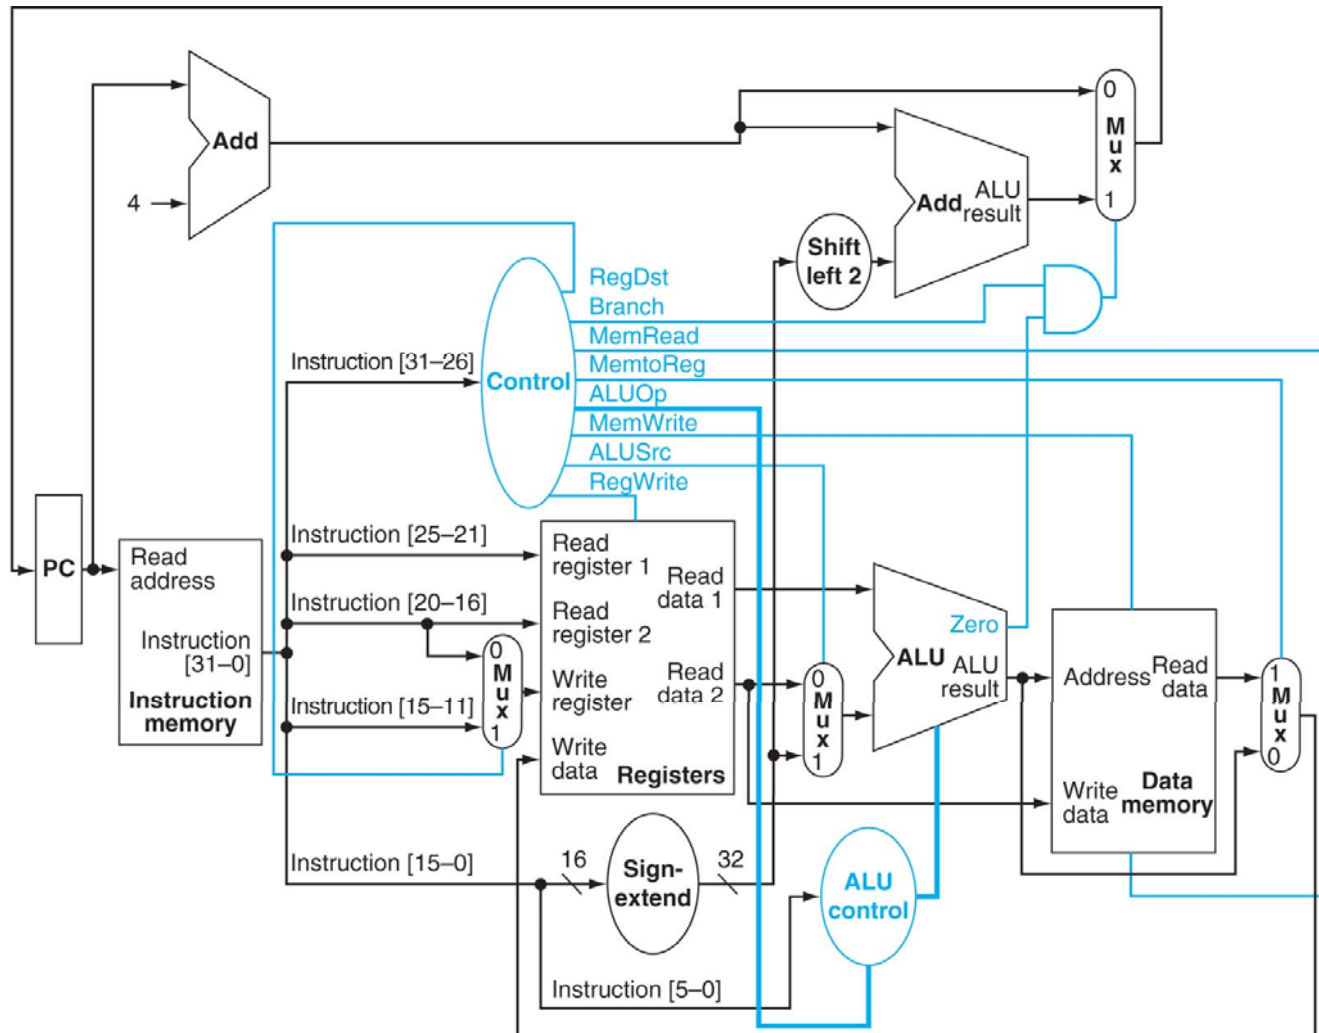 Add
4
0
Mux
1
Add
ALU
result
Shift
left 2
RegDst
Branch
MemRead
MemtoReg
ALUOp
MemWrite
ALUSrc
RegWrite
Control
Instruction [31–26]
Instruction [25–21]
Instruction [20–16]
Instruction [15–11]
Instruction [15–0]
Instruction [5–0]
PC
Read
address
Instruction
[31–0]
Instruction
memory
0
Mux
1
Read
register 1
Read
register 2
Write
register
Write
data
Read
data 1
Read
data 2
Registers
0
Mux
1
Zero
ALU
ALU
result
Address
Read
data
Write
data
Data
memory
1
Mux
0
16
Sign-
extend
32
ALU
control